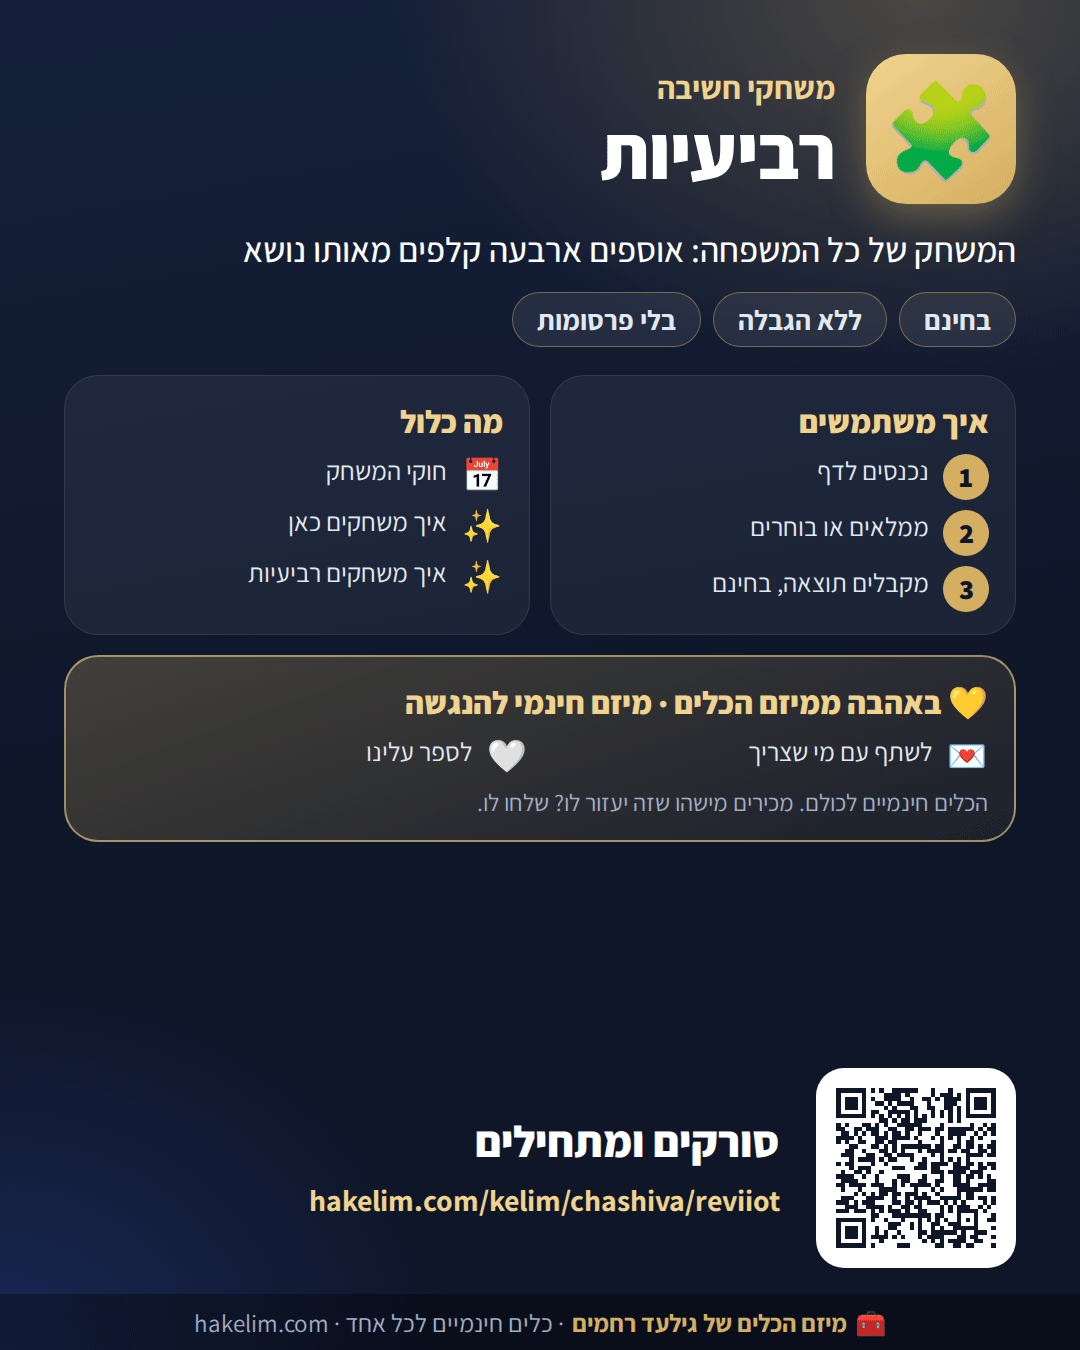 משחקי חשיבה
רביעיות
המשחק של כל המשפחה: אוספים ארבעה קלפים מאותו נושא
בחינם
ללא הגבלה
בלי פרסומות
איך משתמשים
1 נכנסים לדף
2 ממלאים או בוחרים
3 מקבלים תוצאה, בחינם
מה כלול
July 17 חוקי המשחק
איך משחקים כאן
איך משחקים רביעיות
באהבה ממיזם הכלים · מיזם חינמי להנגשה
לשתף עם מי שצריך
לספר עלינו
הכלים חינמיים לכולם. מכירים מישהו שזה יעזור לו? שלחו לו.
סורקים ומתחילים
hakelim.com/kelim/chashiva/reviiot
מיזם הכלים של גילעד רחמים · כלים חינמיים לכל אחד · hakelim.com